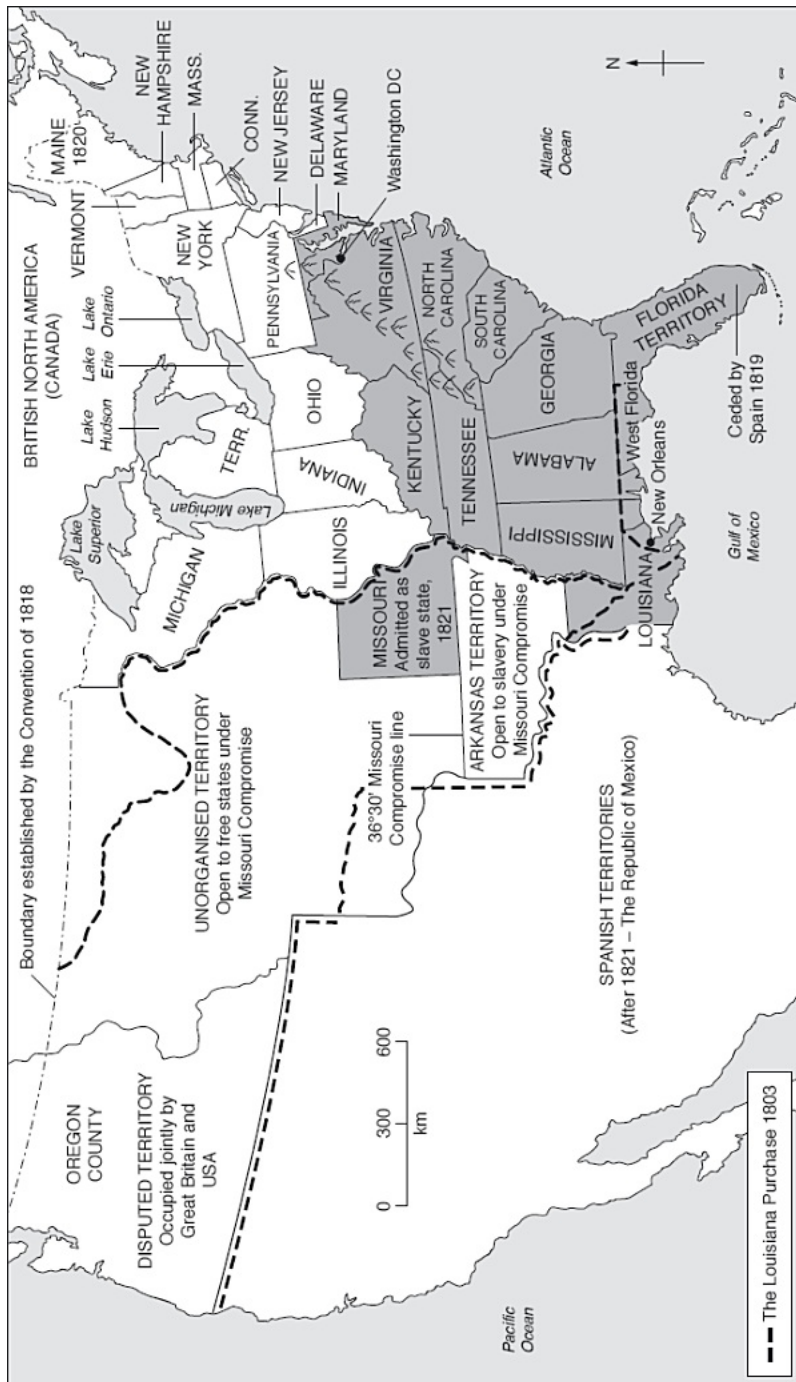 BRITISH NORTH AMERICA
(CANADA)
Boundary established by the Convention of 1818
OREGON
COUNTY
DISPUTED TERRITORY
Occupied jointly by
Great Britain and
USA
UNORGANISED TERRITORY
Open to free states under
Missouri Compromise
Lake
Superior
Lake
Hudson
Lake
Erie
Lake
Ontario
Lake Michigan
MICHIGAN
TERR.
VERMONT
MAINE
1820
NEW
HAMPSHIRE
MASS.
CONN.
NEW
YORK
NEW JERSEY
PENNSYLVANIA
DELAWARE
MARYLAND
Washington DC
OHIO
INDIANA
ILLINOIS
VIRGINIA
KENTUCKY
NORTH
CAROLINA
TENNESSEE
SOUTH
CAROLINA
GEORGIA
ALABAMA
MISSISSIPPI
MISSOURI
Admitted as
slave state,
1821
36°30' Missouri
Compromise line
ARKANSAS TERRITORY
Open to slavery under
Missouri Compromise
LOUISIANA
New Orleans
West Florida
FLORIDA
TERRITORY
Ceded by
Spain 1819
SPANISH TERRITORIES
(After 1821 – The Republic of Mexico)
Atlantic
Ocean
Gulf of
Mexico
Pacific
Ocean
N
0
300
600
km
The Louisiana Purchase 1803